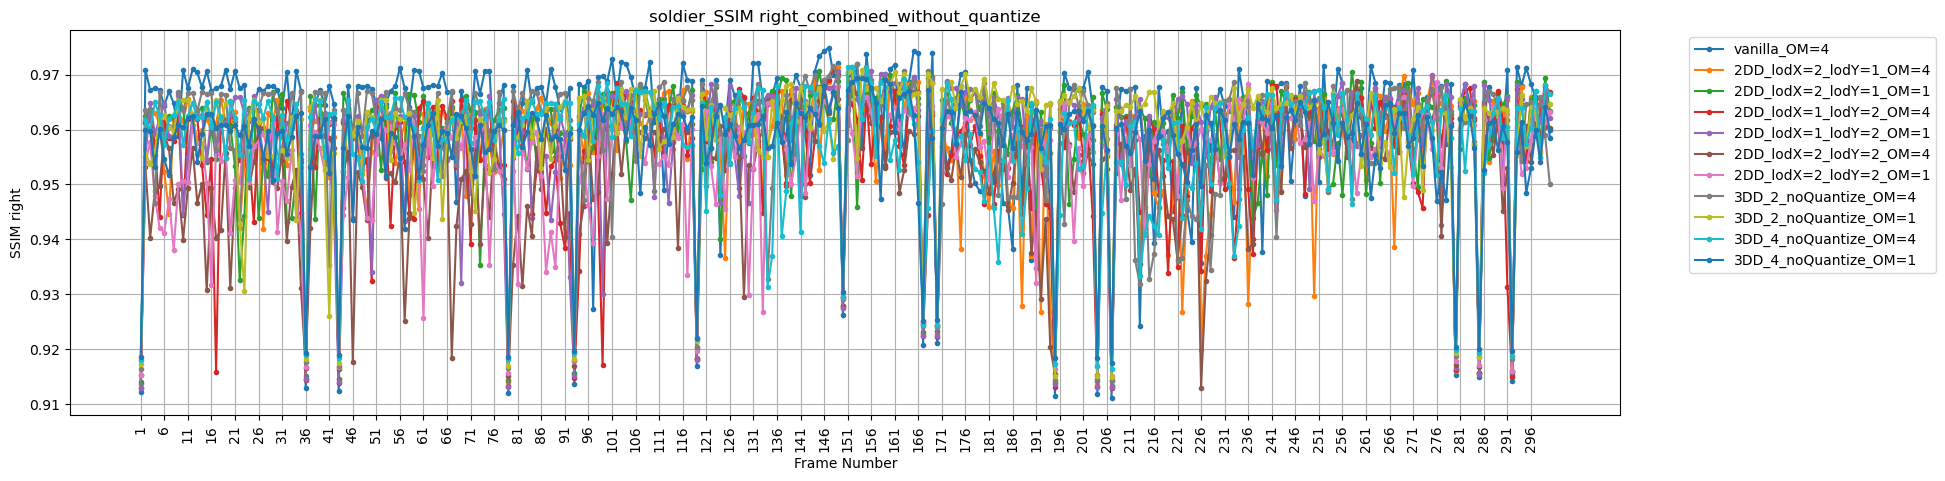 soldier_SSIM right_combined_without_quantize
SSIM right
0.97
0.96
0.95
0.94
0.93
0.92
0.91
1 6 11 16 21 26 31 36 41 46 51 56 61 66 71 76 81 86 91 96 101 106 111 116 121 126 131 136 141 146 151 156 161 166 171 176 181 186 191 196 201 206 211 216 221 226 231 236 241 246 251 256 261 266 271 276 281 286 291 296
Frame Number
vanilla_OM=4
2DD_lodX=2_lodY=1_OM=4
2DD_lodX=2_lodY=1_OM=1
2DD_lodX=1_lodY=2_OM=4
2DD_lodX=1_lodY=2_OM=1
2DD_lodX=2_lodY=2_OM=4
2DD_lodX=2_lodY=2_OM=1
3DD_2_noQuantize_OM=4
3DD_2_noQuantize_OM=1
3DD_4_noQuantize_OM=4
3DD_4_noQuantize_OM=1